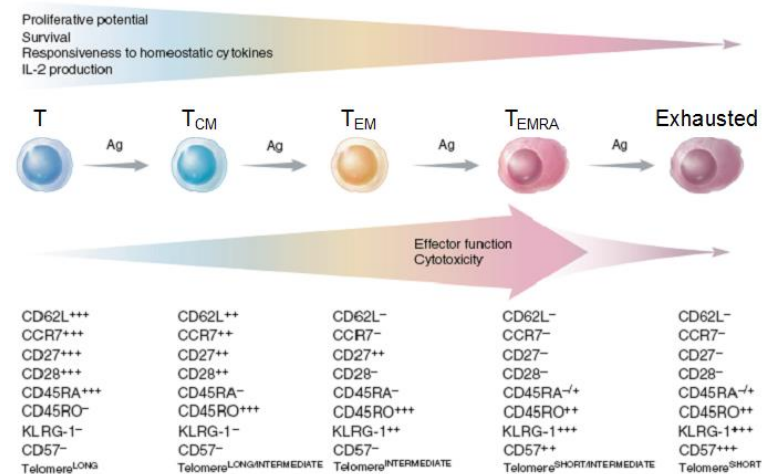 Proliferative potential
Survival
Responsiveness to homeostatic cytokines
IL-2 production
T
TCM
TEM
TEMRA
Exhausted
Ag
Ag
Ag
Ag
Effector function
Cytotoxicity
CD62L+++
CCR7+++
CD27+++
CD28+++
CD45RA+++
CD45RO–
KLRG-1–
CD57–
TelomereLONG
CD62L++
CCR7++
CD27++
CD28++
CD45RA–
CD45RO+++
KLRG-1–
CD57–
TelomereLONG/INTERMEDIATE
CD62L–
CCR7–
CD27++
CD28–
CD45RA–
CD45RO+++
KLRG-1++
CD57–
TelomereINTERMEDIATE
CD62L–
CCR7–
CD27–
CD28–
CD45RA–/+
CD45RO++
KLRG-1+++
CD57++
TelomereSHORT/INTERMEDIATE
CD62L–
CCR7–
CD27–
CD28–
CD45RA–/+
CD45RO++
KLRG-1+++
CD57+++
TelomereSHORT